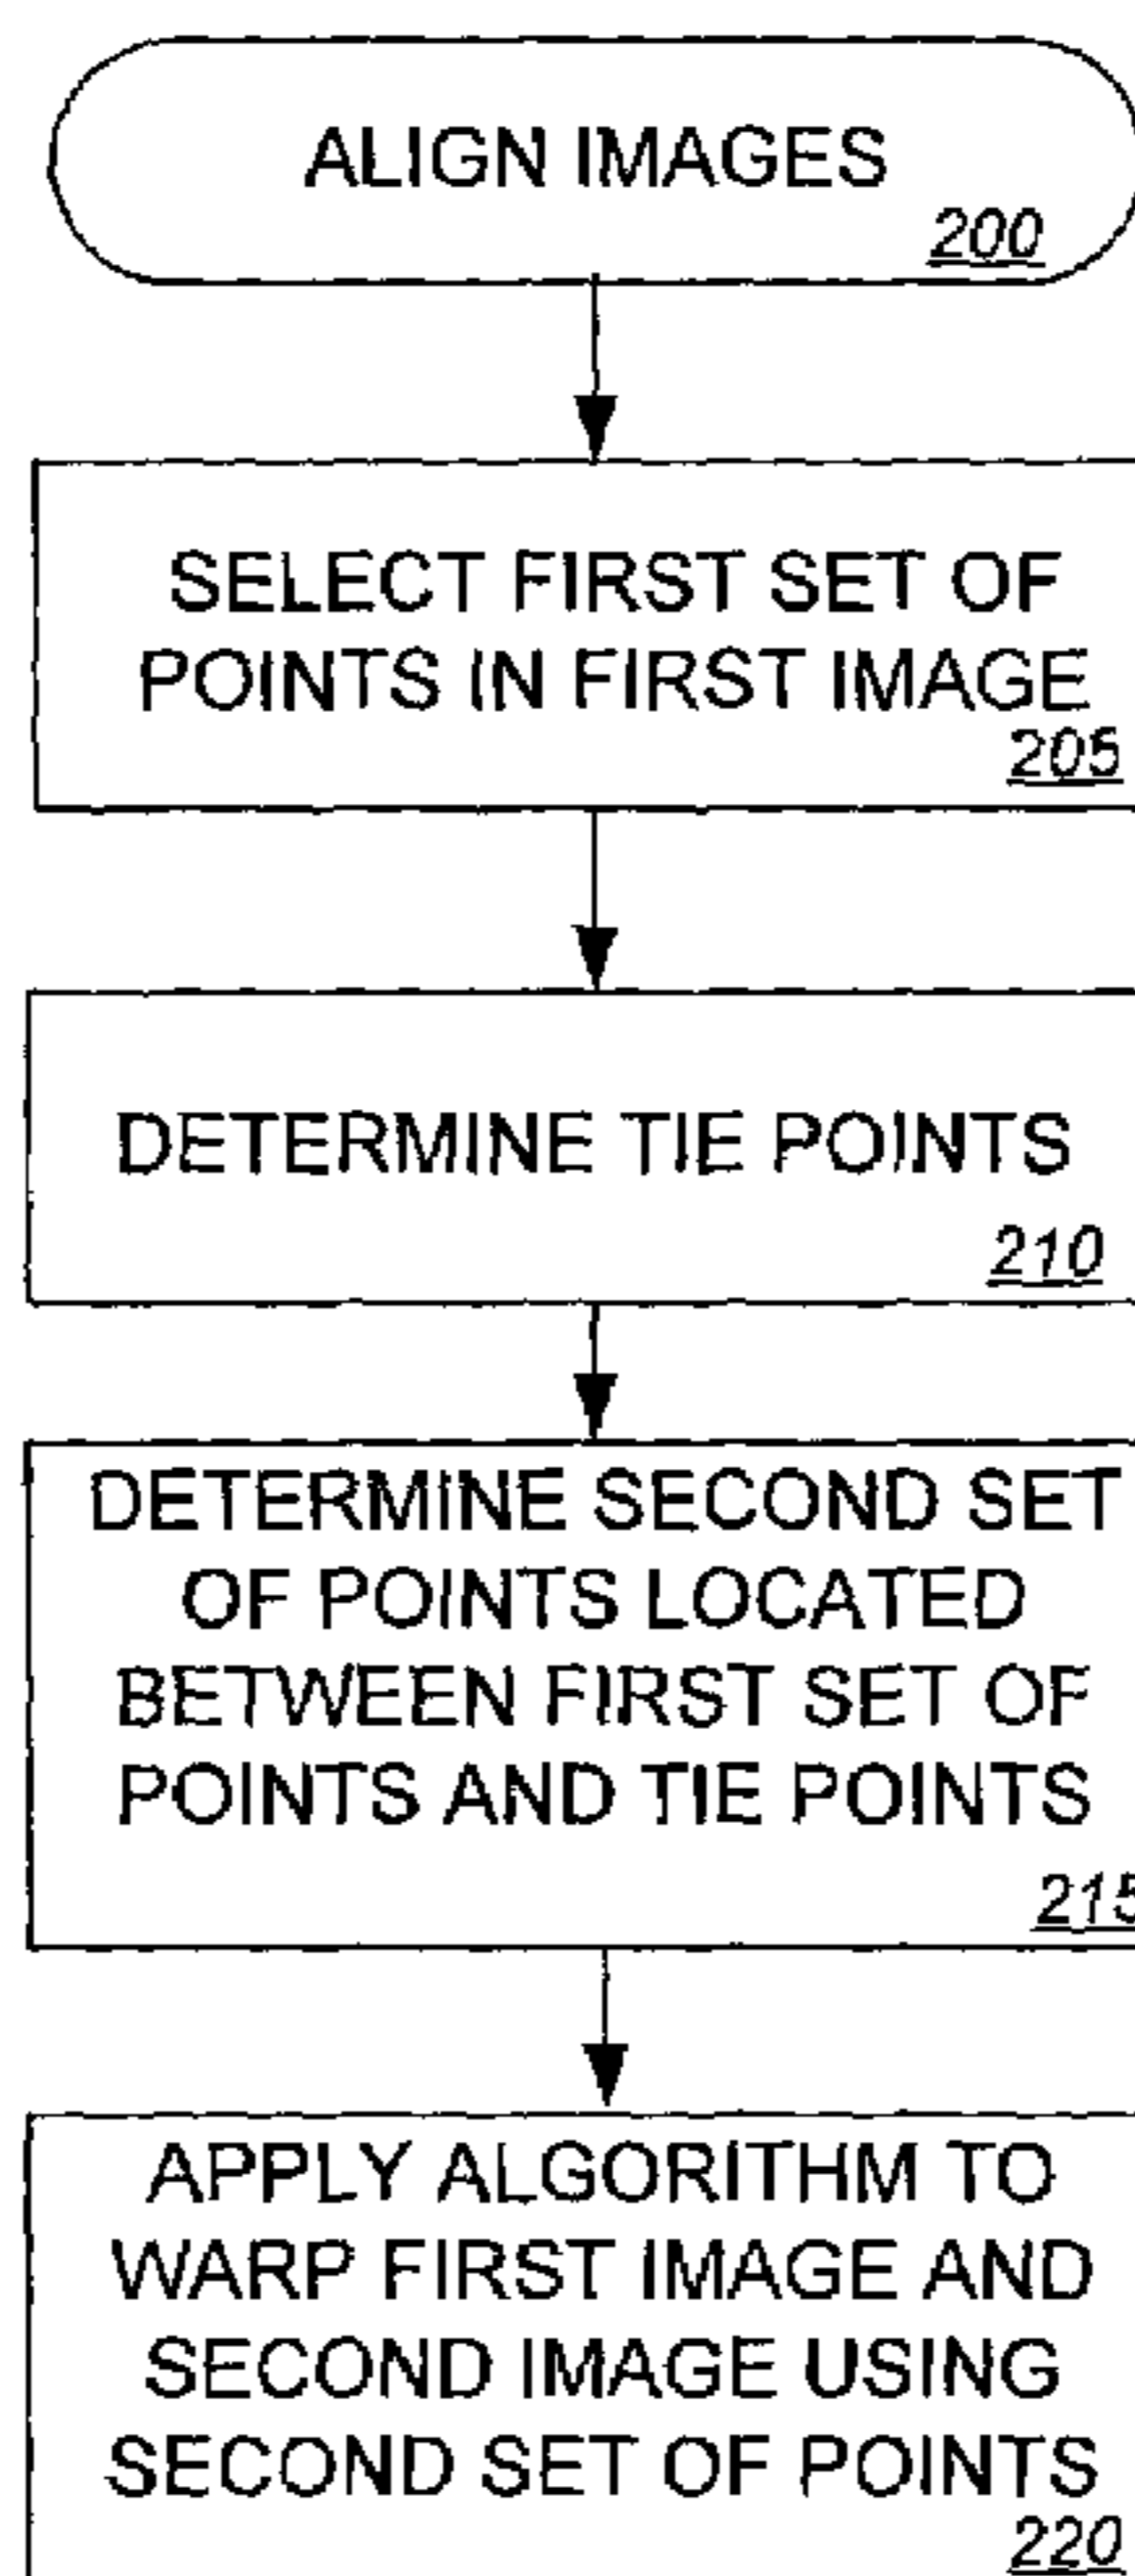 ALIGN IMAGES
200
SELECT FIRST SET OF
POINTS IN FIRST IMAGE
205
DETERMINE TIE POINTS
210
DETERMINE SECOND SET
OF POINTS LOCATED
BETWEEN FIRST SET OF
POINTS AND TIE POINTS
215
APPLY ALGORITHM TO
WARP FIRST IMAGE AND
SECOND IMAGE USING
SECOND SET OF POINTS
220